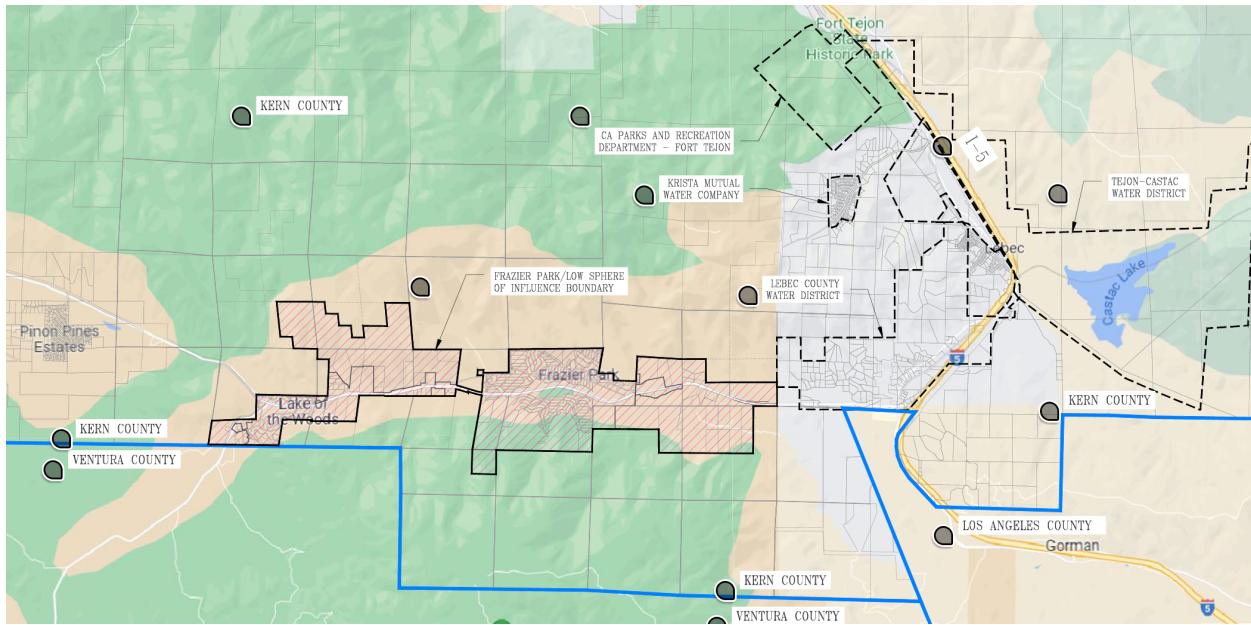 Fort Tejon
State
Historic Park
KERN COUNTY
CA PARKS AND RECREATION
DEPARTMENT - FORT TEJON
I-5
KRISTA MUTUAL
WATER COMPANY
TEJON-CASTAC
WATER DISTRICT
Lebec
FRAZIER PARK/LOW SPHERE
OF INFLUENCE BOUNDARY
LEBEC COUNTY
WATER DISTRICT
Castac Lake
Pinon Pines
Estates
5
Frazier Park
Lake of
the Woods
KERN COUNTY
KERN COUNTY
VENTURA COUNTY
LOS ANGELES COUNTY
Gorman
KERN COUNTY
5
VENTURA COUNTY